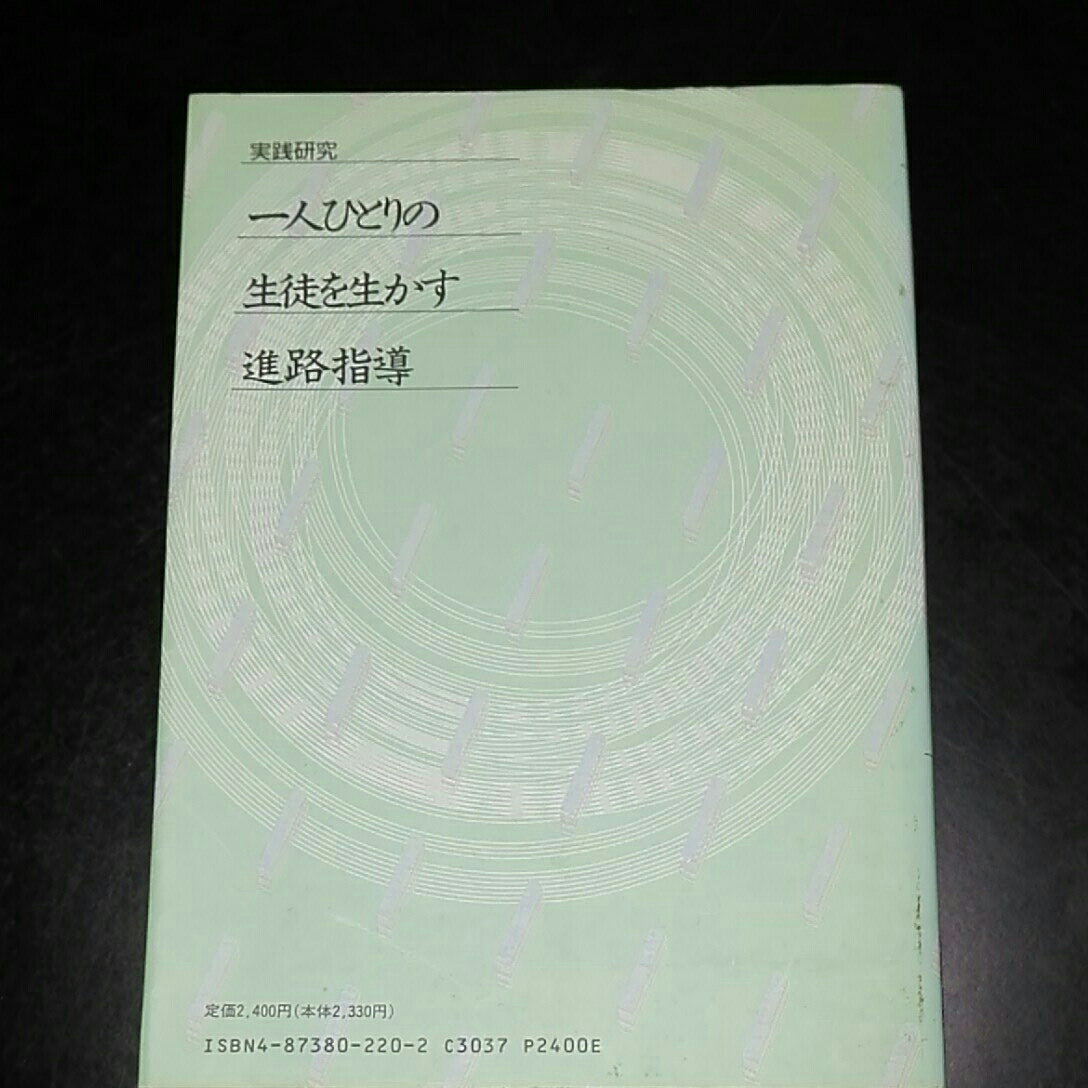 実践研究
一人ひとりの
生徒を生かす
進路指導
定価2,400円(本体2,330円)
ISBN4-87380-220-2 C3037 P2400E